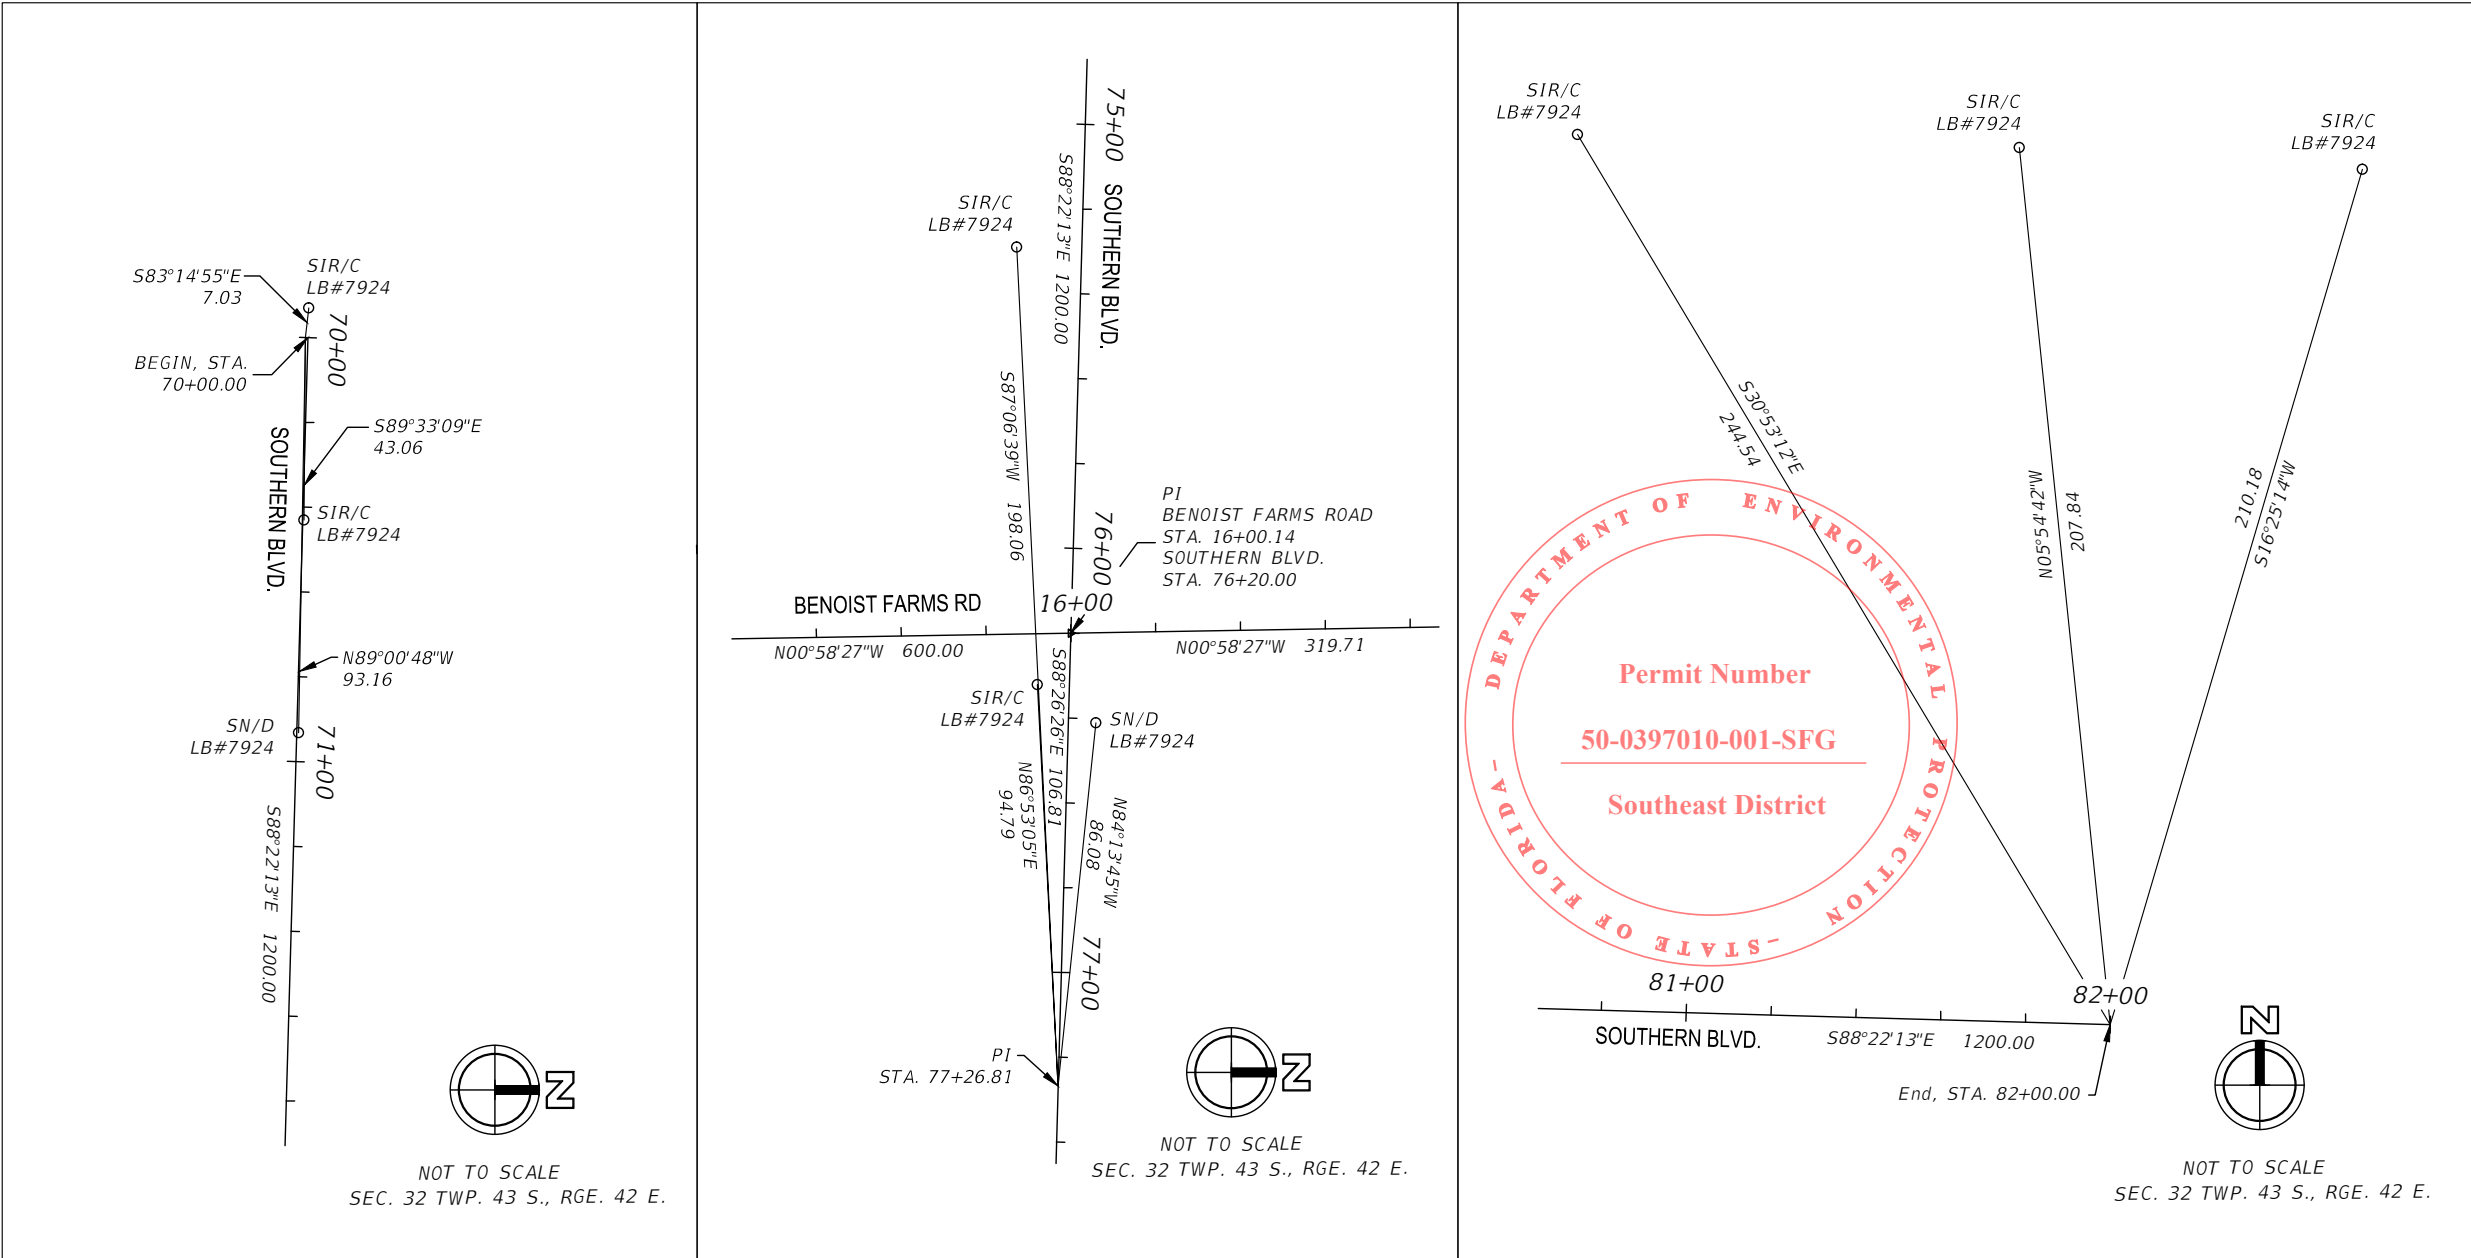 SIR/C
LB#7924
S83°14'55"E
7.03
70+00
BEGIN, STA.
70+00.00
SOUTHERN BLVD.
S89°33'09"E
43.06
SIR/C
LB#7924
N89°00'48"W
93.16
SN/D
LB#7924
71+00
S88°22'13"E 1200.00
NOT TO SCALE
SEC. 32 TWP. 43 S., RGE. 42 E.
N
75+00
SOUTHERN BLVD.
S88°22'13"E 1200.00
SIR/C
LB#7924
S87°06'39"W 198.06
76+00
PI
BENOIST FARMS ROAD
STA. 16+00.14
SOUTHERN BLVD.
STA. 76+20.00
BENOIST FARMS RD
16+00
N00°58'27"W 600.00
N00°58'27"W 319.71
SIR/C
LB#7924
S88°26'26"E 106.81
SN/D
LB#7924
N86°53'05"E
94.79
N84°13'45"W
86.08
77+00
PI
STA. 77+26.81
N
NOT TO SCALE
SEC. 32 TWP. 43 S., RGE. 42 E.
SIR/C
LB#7924
SIR/C
LB#7924
SIR/C
LB#7924
S30°53'12"E
244.54
N05°54'42"W
207.84
210.18
S16°25'14"W
DEPARTMENT OF ENVIRONMENTAL PROTECTION
-STATE OF FLORIDA-
Permit Number
50-0397010-001-SFG
Southeast District
81+00
82+00
SOUTHERN BLVD.
S88°22'13"E 1200.00
End, STA. 82+00.00
N
NOT TO SCALE
SEC. 32 TWP. 43 S., RGE. 42 E.